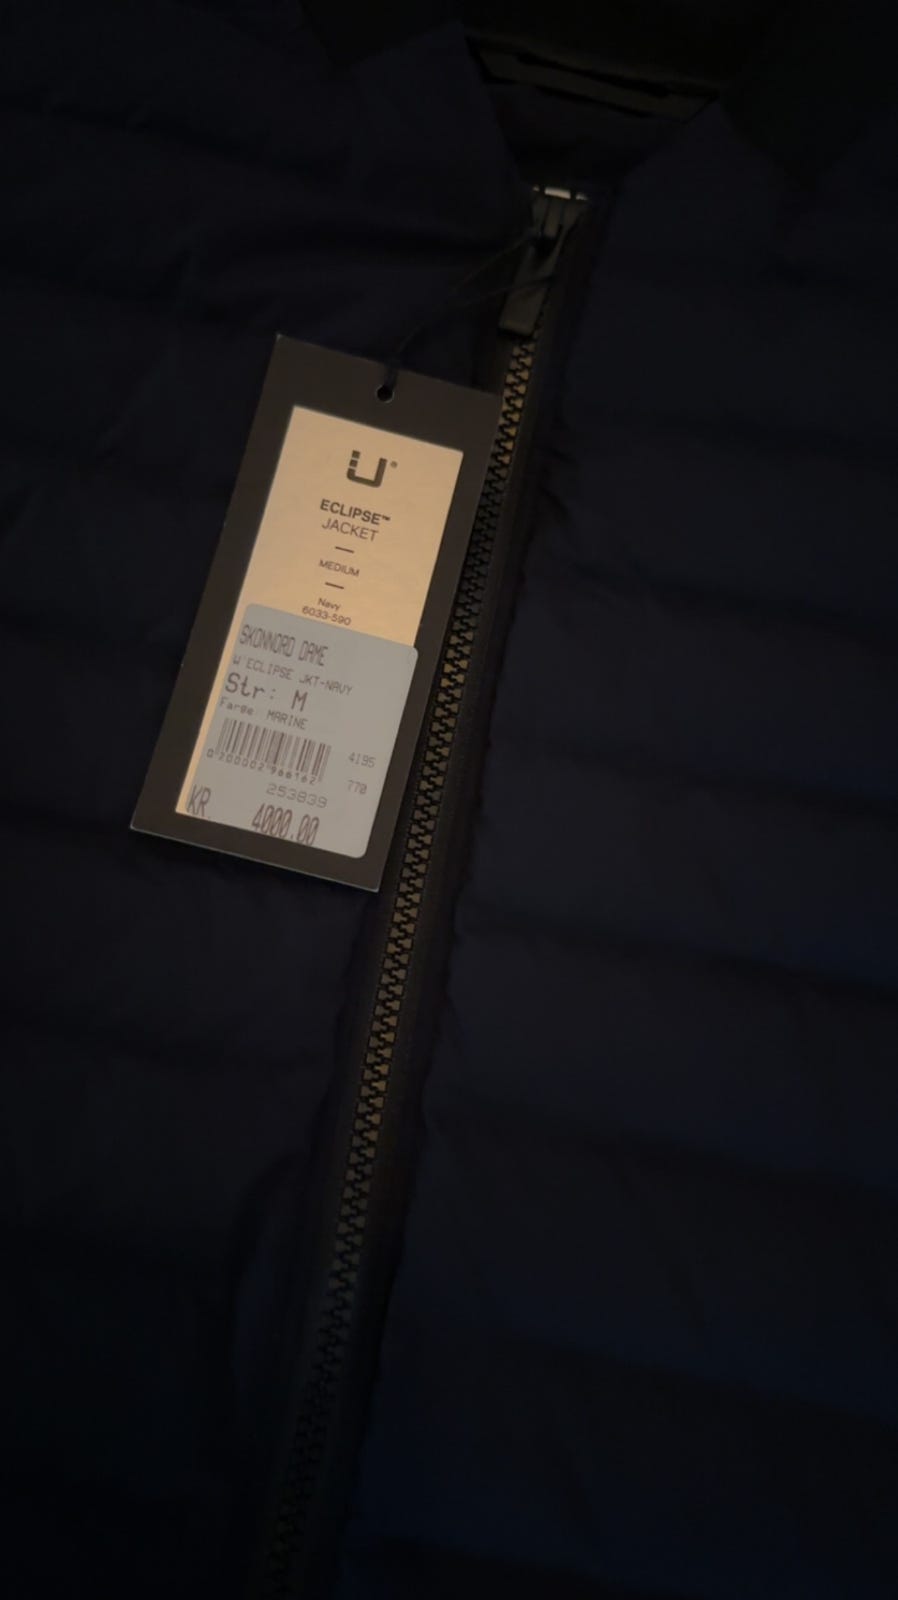 U®
ECLIPSE™
JACKET
MEDIUM
Navy
6033-590
SKONNORD DAME
W ECLIPSE JKT-NAVY
Str: M
Farge: MARINE
4195
0200002966162
770
253839
KR. 4000.00